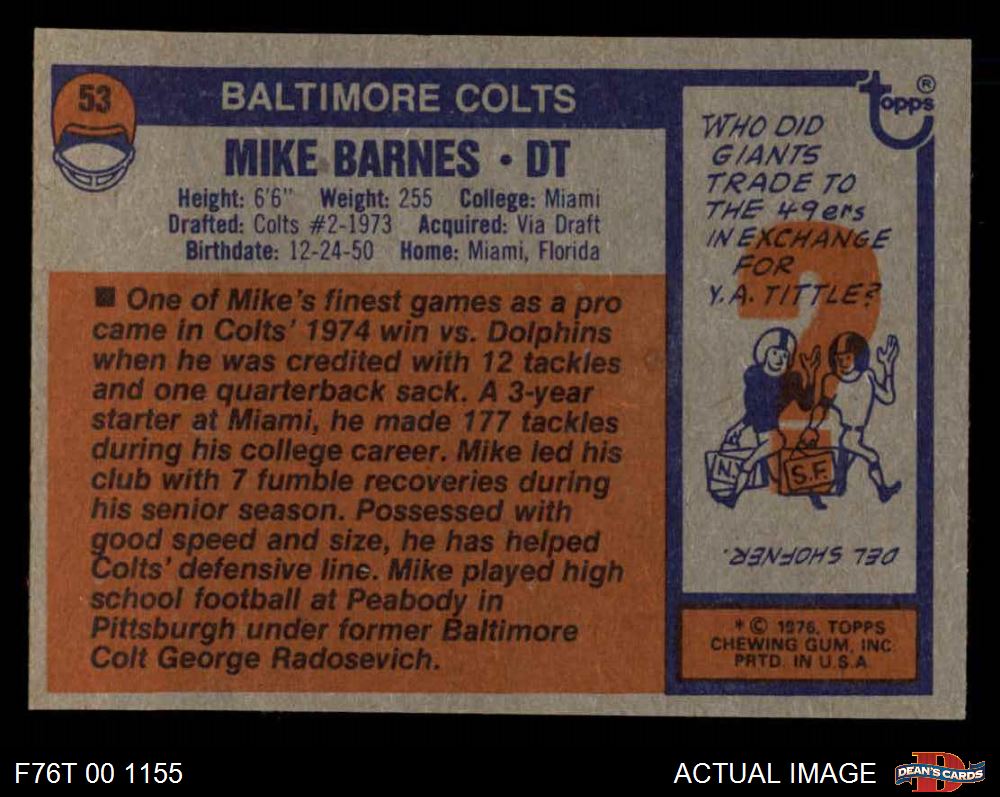 53
BALTIMORE COLTS
MIKE BARNES • DT
Height: 6'6" Weight: 255 College: Miami
Drafted: Colts #2-1973 Acquired: Via Draft
Birthdate: 12-24-50 Home: Miami, Florida
■ One of Mike's finest games as a pro
came in Colts' 1974 win vs. Dolphins
when he was credited with 12 tackles
and one quarterback sack. A 3-year
starter at Miami, he made 177 tackles
during his college career. Mike led his
club with 7 fumble recoveries during
his senior season. Possessed with
good speed and size, he has helped
Colts' defensive line. Mike played high
school football at Peabody in
Pittsburgh under former Baltimore
Colt George Radosevich.
topps®
WHO DID
GIANTS
TRADE TO
THE 49ers
IN EXCHANGE
FOR
Y.A. TITTLE?
?
N.Y.
S.F.
DEL SHOFNER.
* © 1976, TOPPS
CHEWING GUM, INC.
PRTD. IN U.S.A.
F76T 00 1155
ACTUAL IMAGE
D
DEAN'S CARDS